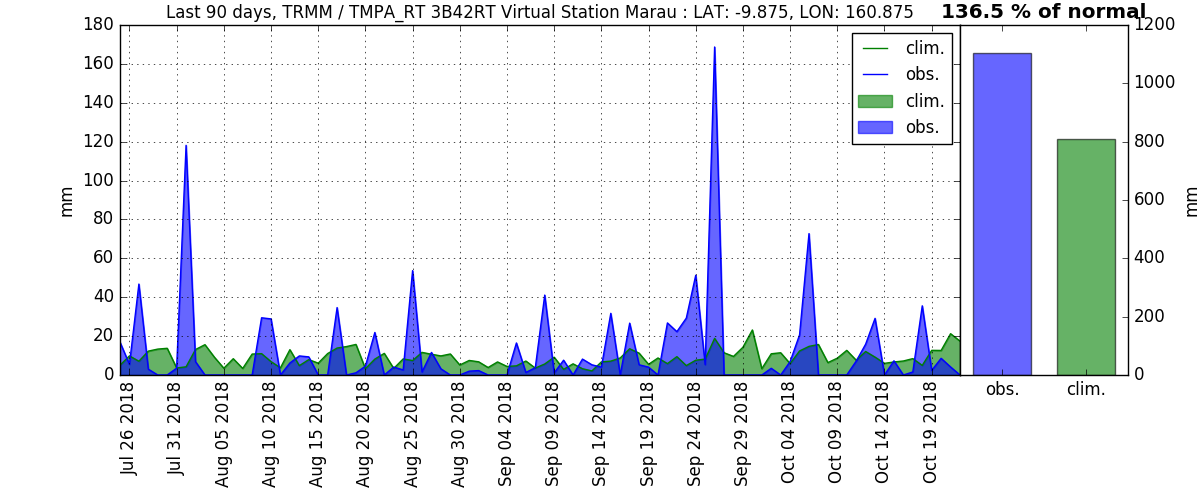 Last 90 days, TRMM / TMPA_RT 3B42RT Virtual Station Marau : LAT: -9.875, LON: 160.875
136.5 % of normal
180
160
140
120
100
80
60
40
20
0
mm
clim.
obs.
clim.
obs.
1200
1000
800
600
400
200
0
mm
Jul 26 2018
Jul 31 2018
Aug 05 2018
Aug 10 2018
Aug 15 2018
Aug 20 2018
Aug 25 2018
Aug 30 2018
Sep 04 2018
Sep 09 2018
Sep 14 2018
Sep 19 2018
Sep 24 2018
Sep 29 2018
Oct 04 2018
Oct 09 2018
Oct 14 2018
Oct 19 2018
obs.
clim.